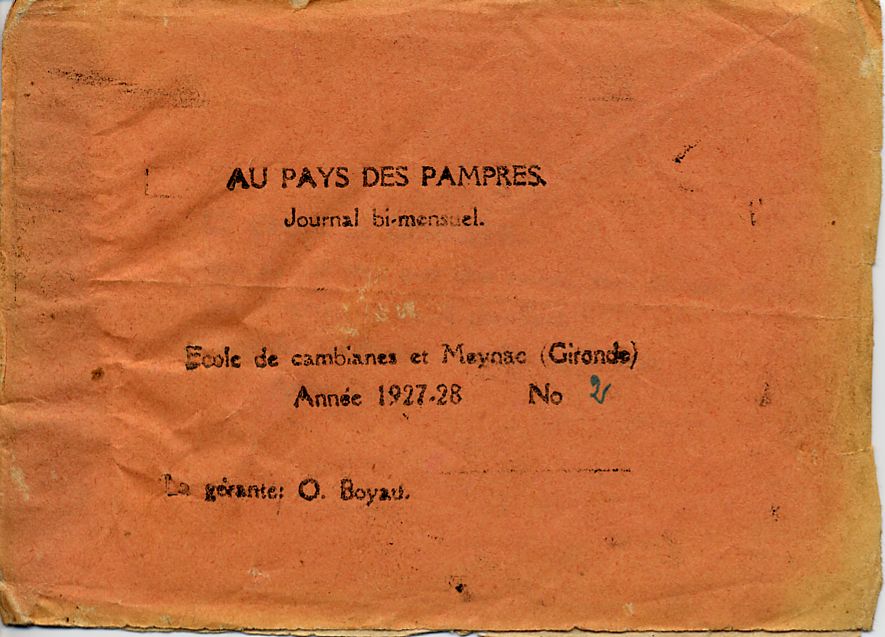 AU PAYS DES PAMPRES.
Journal bi-mensuel.
Ecole de cambianes et Meynac (Gironde)
Année 1927-28 No 2
La gérante: O. Boyau.